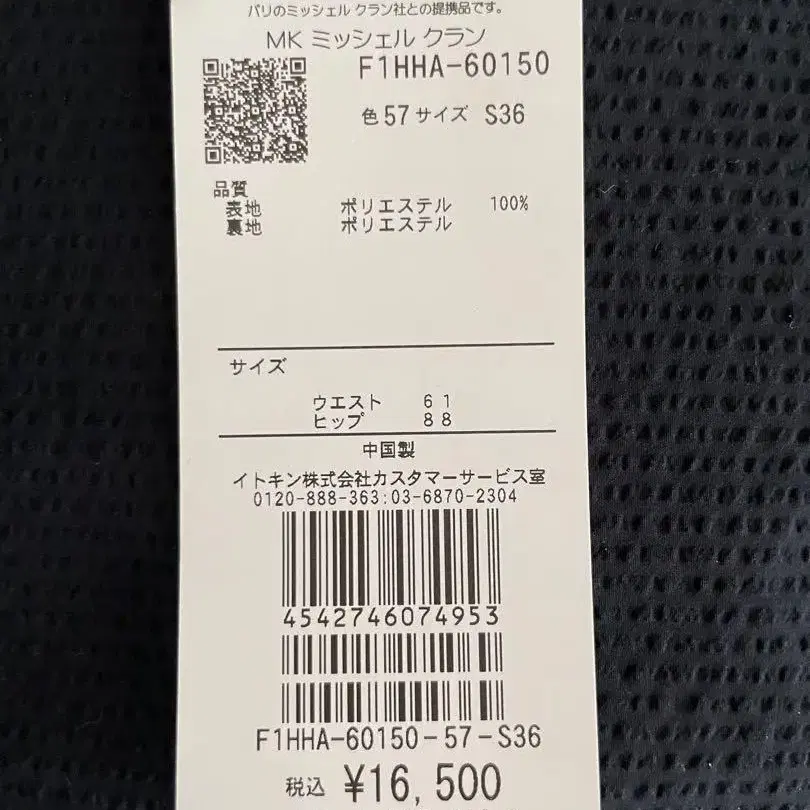 パリのミッシェル クラン社との提携品です。
MK ミッシェル クラン
F1HHA-60150
色57サイズ S36
品質
表地 ポリエステル 100%
裏地 ポリエステル
サイズ
ウエスト 61
ヒップ 88
中国製
イトキン株式会社カスタマーサービス室
0120-888-363:03-6870-2304
4542746074953
F1HHA-60150-57-S36
税込 ¥16,500